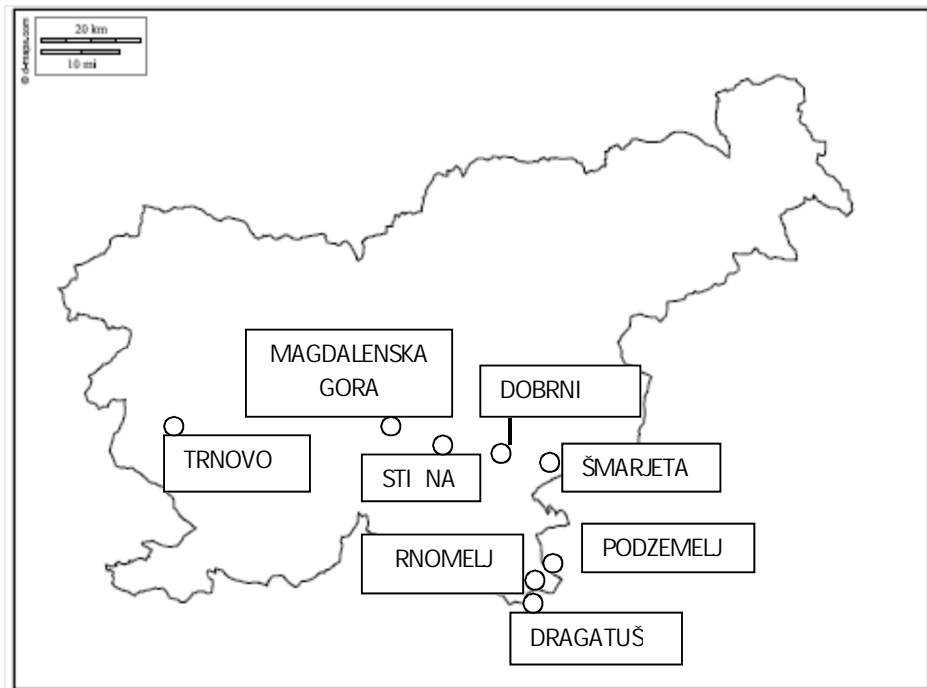 20 km
10 mi
© d-maps.com
MAGDALENSKA
GORA
DOBRNI
TRNOVO
STI NA
ŠMARJETA
RNOMELJ
PODZEMELJ
DRAGATUŠ